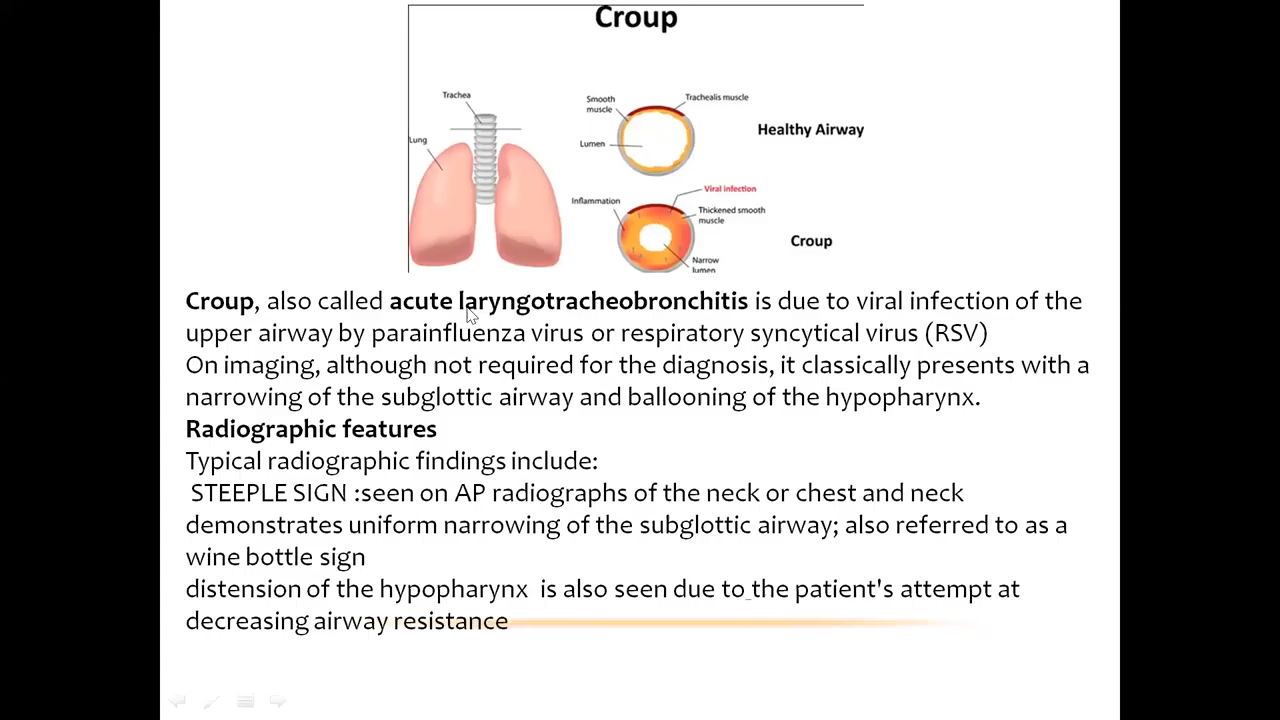 Croup
Trachea
Lung
Smooth
muscle
Trachealis muscle
Lumen
Healthy Airway
Viral infection
Inflammation
Thickened smooth
muscle
Croup
Narrow
lumen
Croup, also called acute laryngotracheobronchitis is due to viral infection of the
upper airway by parainfluenza virus or respiratory syncytical virus (RSV)
On imaging, although not required for the diagnosis, it classically presents with a
narrowing of the subglottic airway and ballooning of the hypopharynx.
Radiographic features
Typical radiographic findings include:
STEEPLE SIGN :seen on AP radiographs of the neck or chest and neck
demonstrates uniform narrowing of the subglottic airway; also referred to as a
wine bottle sign
distension of the hypopharynx is also seen due to the patient's attempt at
decreasing airway resistance